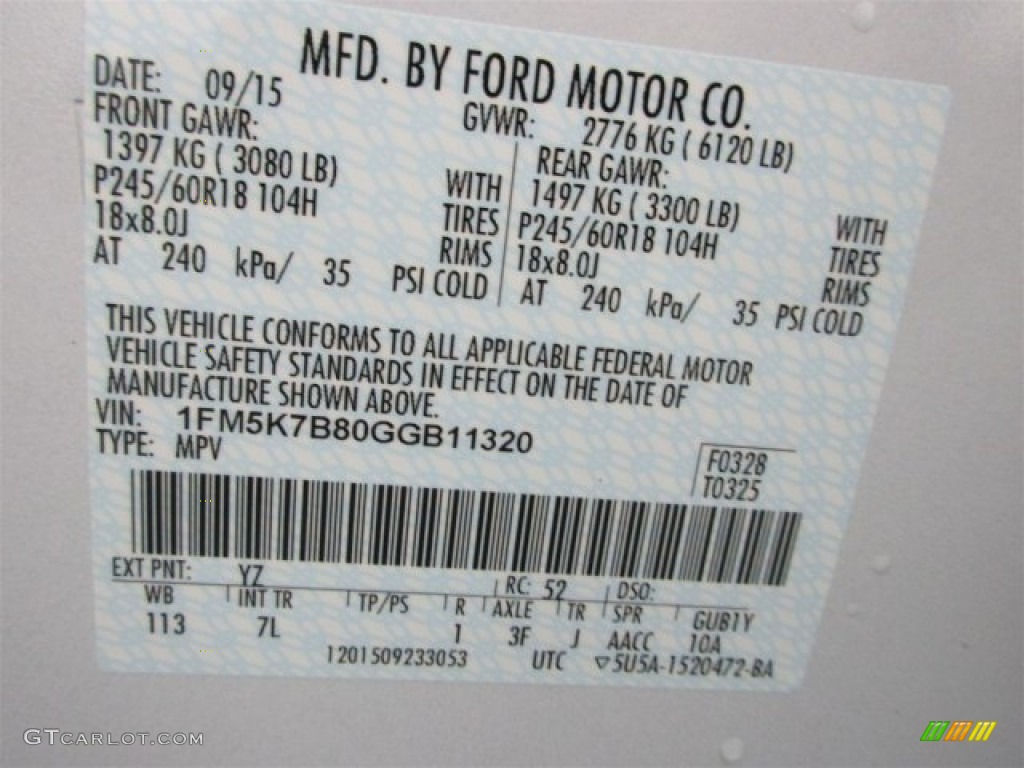 MFD. BY FORD MOTOR CO.
DATE: 09/15 GVWR: 2776 KG ( 6120 LB)
FRONT GAWR: REAR GAWR:
1397 KG ( 3080 LB) WITH 1497 KG ( 3300 LB) WITH
P245/60R18 104H TIRES P245/60R18 104H TIRES
18x8.0J RIMS 18x8.0J RIMS
AT 240 kPa/ 35 PSI COLD AT 240 kPa/ 35 PSI COLD
THIS VEHICLE CONFORMS TO ALL APPLICABLE FEDERAL MOTOR
VEHICLE SAFETY STANDARDS IN EFFECT ON THE DATE OF
MANUFACTURE SHOWN ABOVE.
VIN: 1FM5K7B80GGB11320
TYPE: MPV
F0328
T0325
EXT PNT: YZ RC: 52 DSO:
WB INT TR TP/PS R AXLE TR SPR GUB1Y
113 7L 1 3F J AACC 10A
1201509233053 UTC ▽5U5A-1520472-BA
GTCARLOT.COM